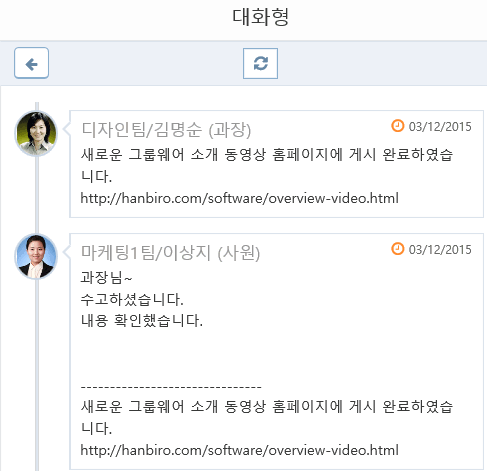 대화형
디자인팀/김명순 (과장)
03/12/2015
새로운 그룹웨어 소개 동영상 홈페이지에 게시 완료하였습
니다.
http://hanbiro.com/software/overview-video.html
마케팅1팀/이상지 (사원)
03/12/2015
과장님~
수고하셨습니다.
내용 확인했습니다.
-------------------------------
새로운 그룹웨어 소개 동영상 홈페이지에 게시 완료하였습
니다.
http://hanbiro.com/software/overview-video.html